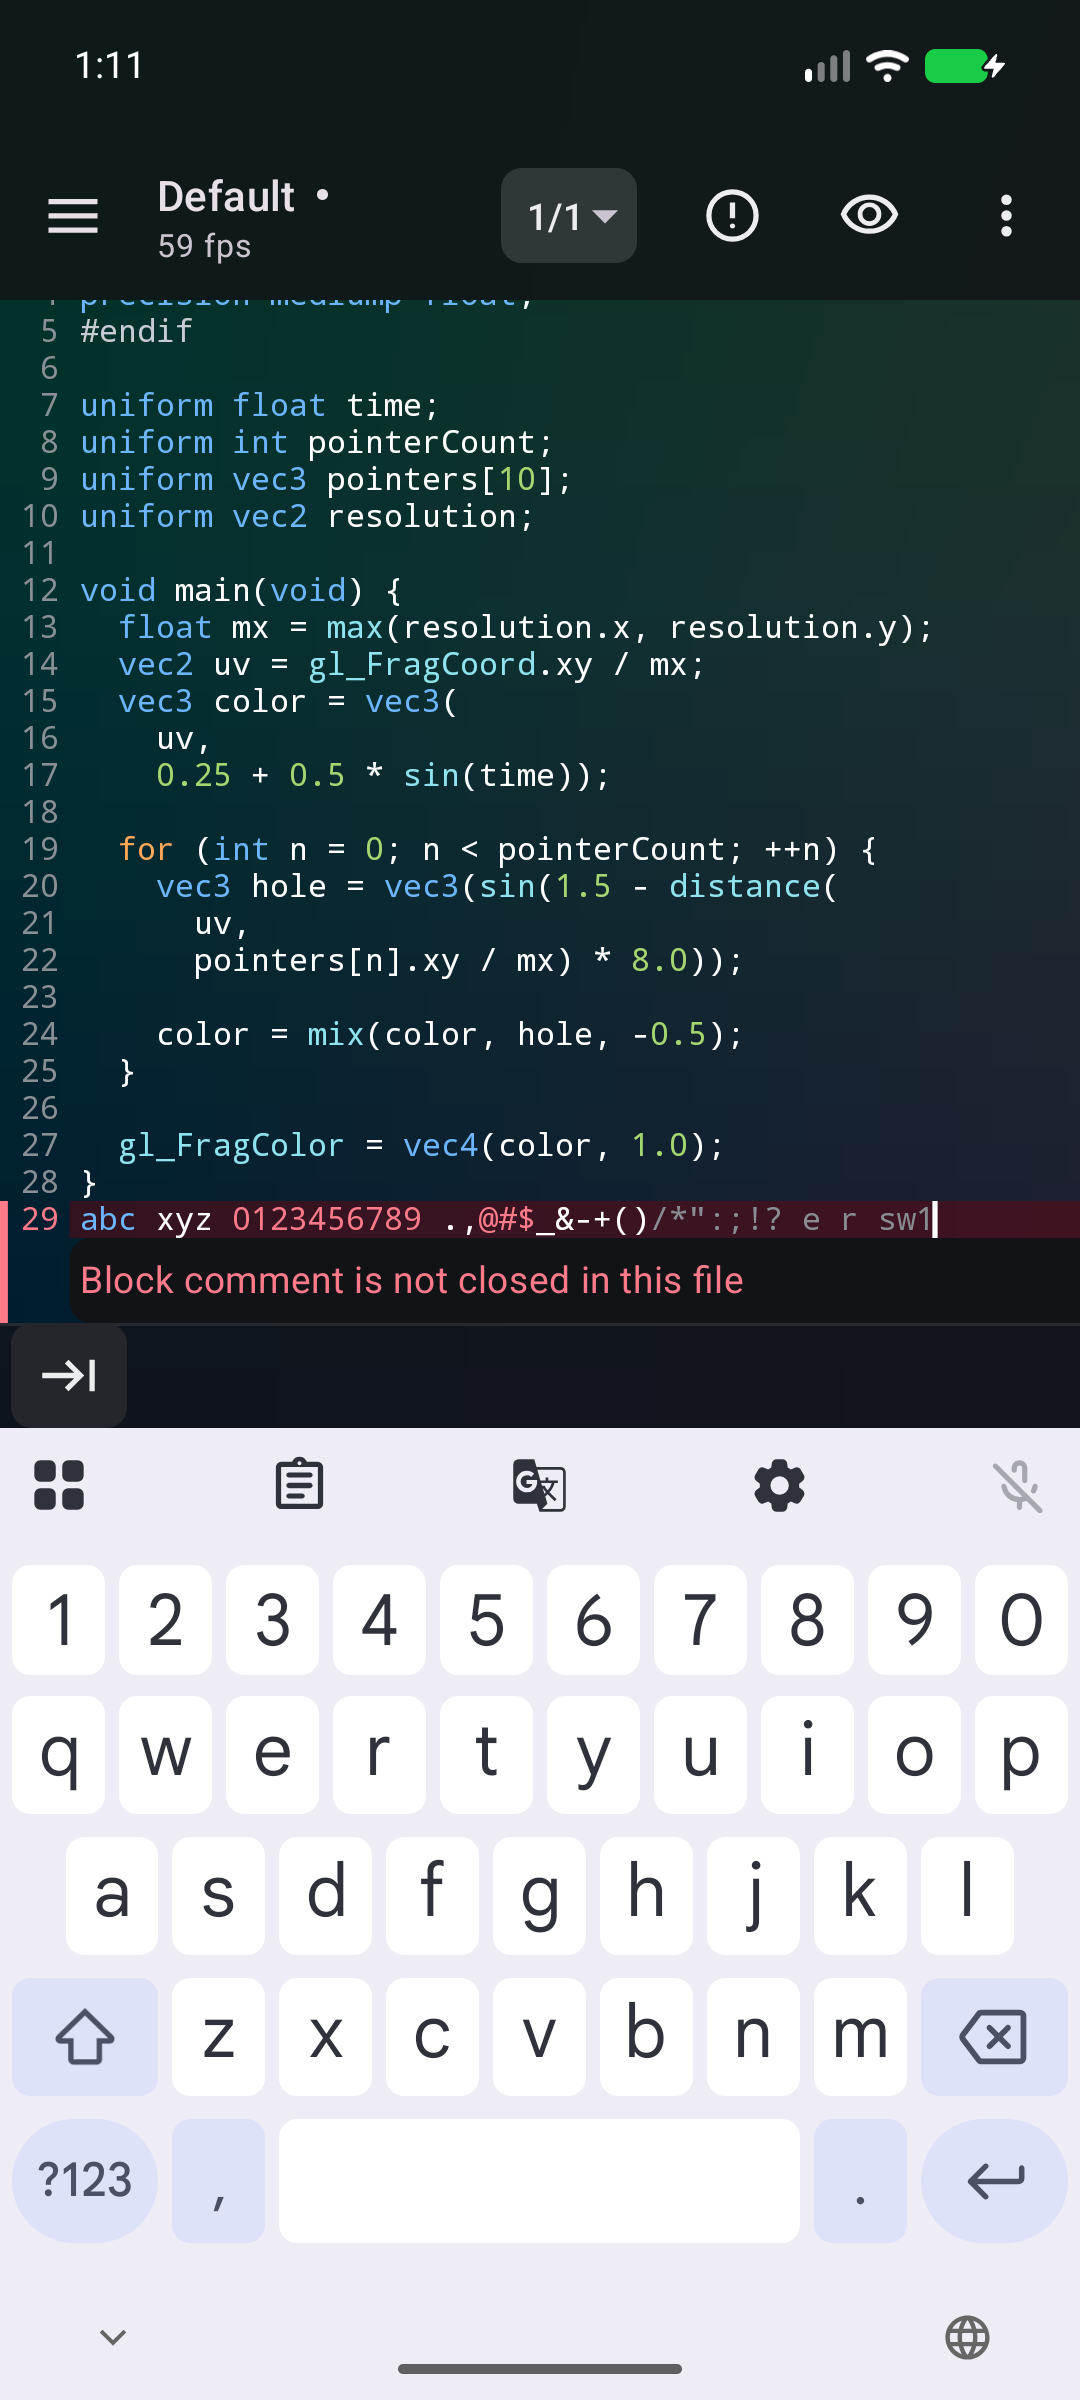 1:11
Default •
59 fps
1/1
4 precision mediump float;
5 #endif
6
7 uniform float time;
8 uniform int pointerCount;
9 uniform vec3 pointers[10];
10 uniform vec2 resolution;
11
12 void main(void) {
13   float mx = max(resolution.x, resolution.y);
14   vec2 uv = gl_FragCoord.xy / mx;
15   vec3 color = vec3(
16     uv,
17     0.25 + 0.5 * sin(time));
18
19   for (int n = 0; n < pointerCount; ++n) {
20     vec3 hole = vec3(sin(1.5 - distance(
21       uv,
22       pointers[n].xy / mx) * 8.0));
23
24     color = mix(color, hole, -0.5);
25   }
26
27   gl_FragColor = vec4(color, 1.0);
28 }
29 abc xyz 0123456789 .,@#$_&-+()/*":;!? e r sw1
Block comment is not closed in this file
1 2 3 4 5 6 7 8 9 0
q w e r t y u i o p
a s d f g h j k l
z x c v b n m
?123 , .